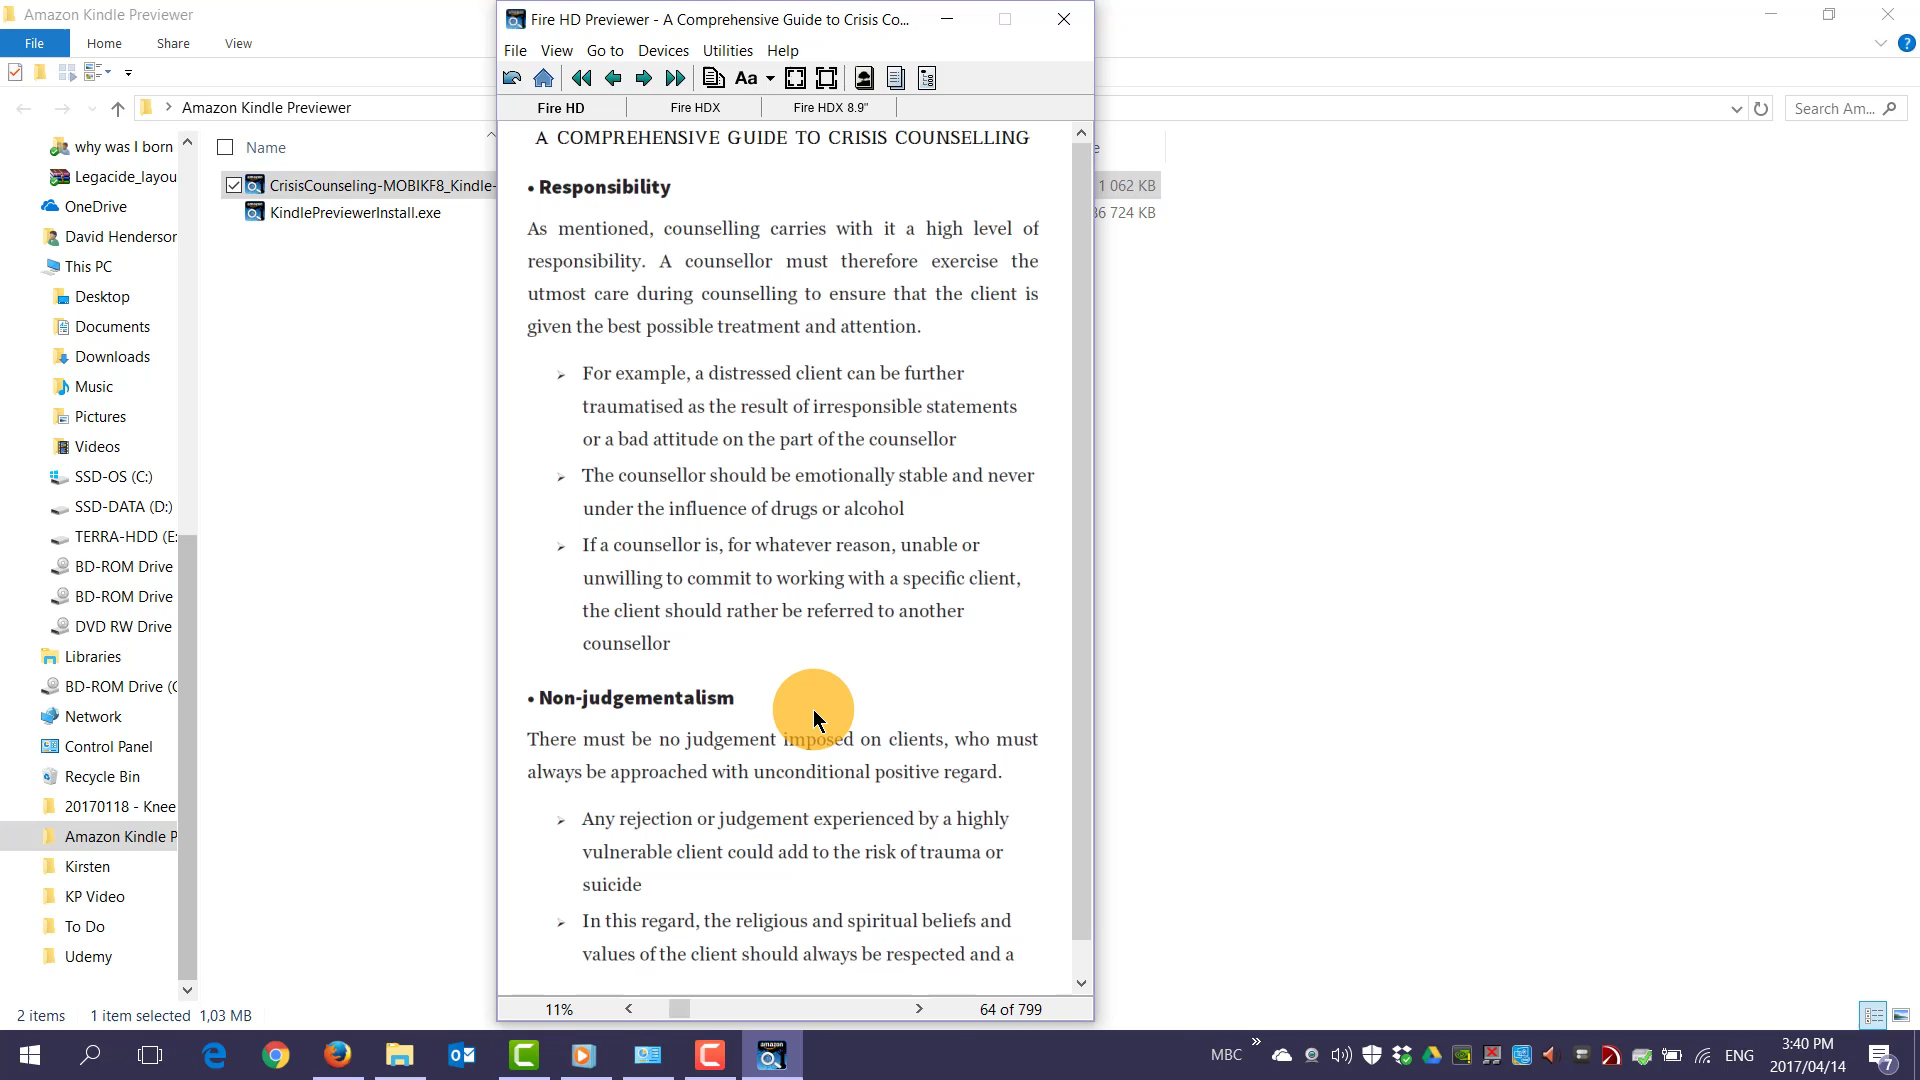 Amazon Kindle Previewer
File Home Share View
Amazon Kindle Previewer
Search Am...
why was I born
Legacide_layou
OneDrive
David Henderson
This PC
Desktop
Documents
Downloads
Music
Pictures
Videos
SSD-OS (C:)
SSD-DATA (D:)
TERRA-HDD (E:
BD-ROM Drive
BD-ROM Drive
DVD RW Drive
Libraries
BD-ROM Drive (
Network
Control Panel
Recycle Bin
20170118 - Knee
Amazon Kindle P
Kirsten
KP Video
To Do
Udemy
Name
CrisisCounseling-MOBIKF8_Kindle-
1 062 KB
KindlePreviewerInstall.exe
36 724 KB
2 items 1 item selected 1,03 MB
Fire HD Previewer - A Comprehensive Guide to Crisis Co...
File View Go to Devices Utilities Help
Aa
Fire HD Fire HDX Fire HDX 8.9"
A COMPREHENSIVE GUIDE TO CRISIS COUNSELLING
• Responsibility
As mentioned, counselling carries with it a high level of
responsibility. A counsellor must therefore exercise the
utmost care during counselling to ensure that the client is
given the best possible treatment and attention.
➢ For example, a distressed client can be further
traumatised as the result of irresponsible statements
or a bad attitude on the part of the counsellor
➢ The counsellor should be emotionally stable and never
under the influence of drugs or alcohol
➢ If a counsellor is, for whatever reason, unable or
unwilling to commit to working with a specific client,
the client should rather be referred to another
counsellor
• Non-judgementalism
There must be no judgement imposed on clients, who must
always be approached with unconditional positive regard.
➢ Any rejection or judgement experienced by a highly
vulnerable client could add to the risk of trauma or
suicide
➢ In this regard, the religious and spiritual beliefs and
values of the client should always be respected and a
11% 64 of 799
MBC ENG
3:40 PM
2017/04/14
7